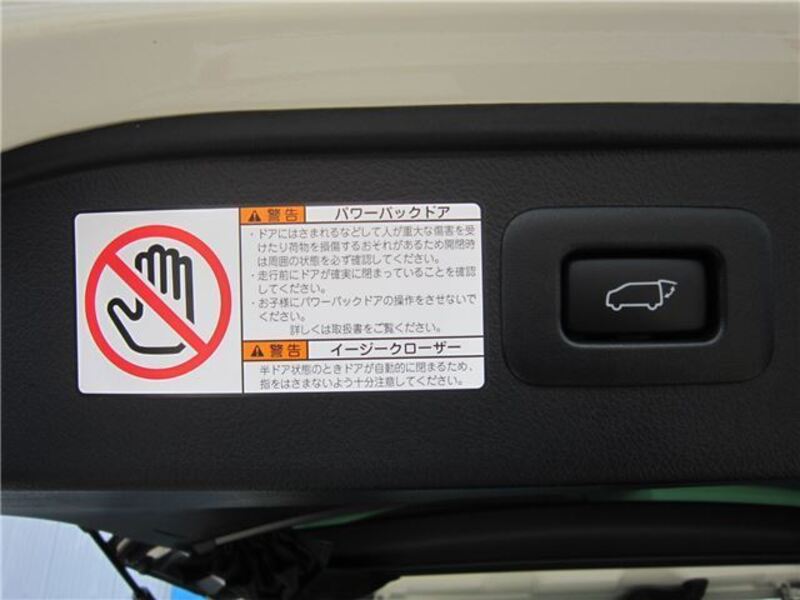 警告 パワーバックドア
・ドアにはさまれるなどして人が重大な傷害を受
けたり荷物を損傷するおそれがあるため開閉時
は周囲の状態を必ず確認してください。
・走行前にドアが確実に閉まっていることを確認
してください。
・お子様にパワーバックドアの操作をさせないで
ください。
詳しくは取扱書をご覧ください。
警告 イージークローザー
半ドア状態のときドアが自動的に閉まるため、
指をはさまないよう十分注意してください。